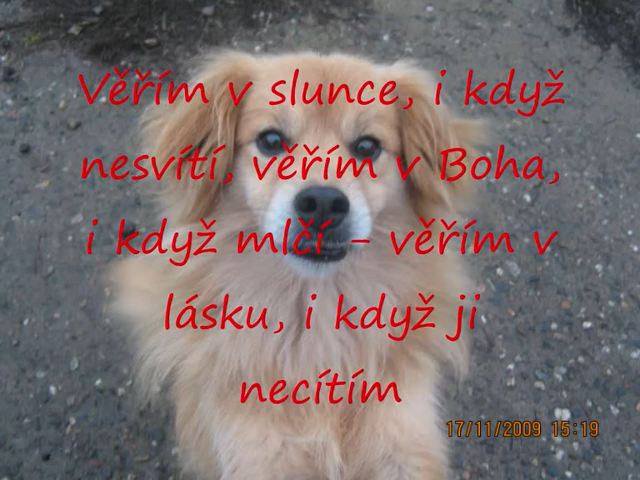 Věřím v slunce, i když
nesvítí, věřím v Boha,
i když mlčí - věřím v
lásku, i když ji
necítím
17/11/2009 15:19